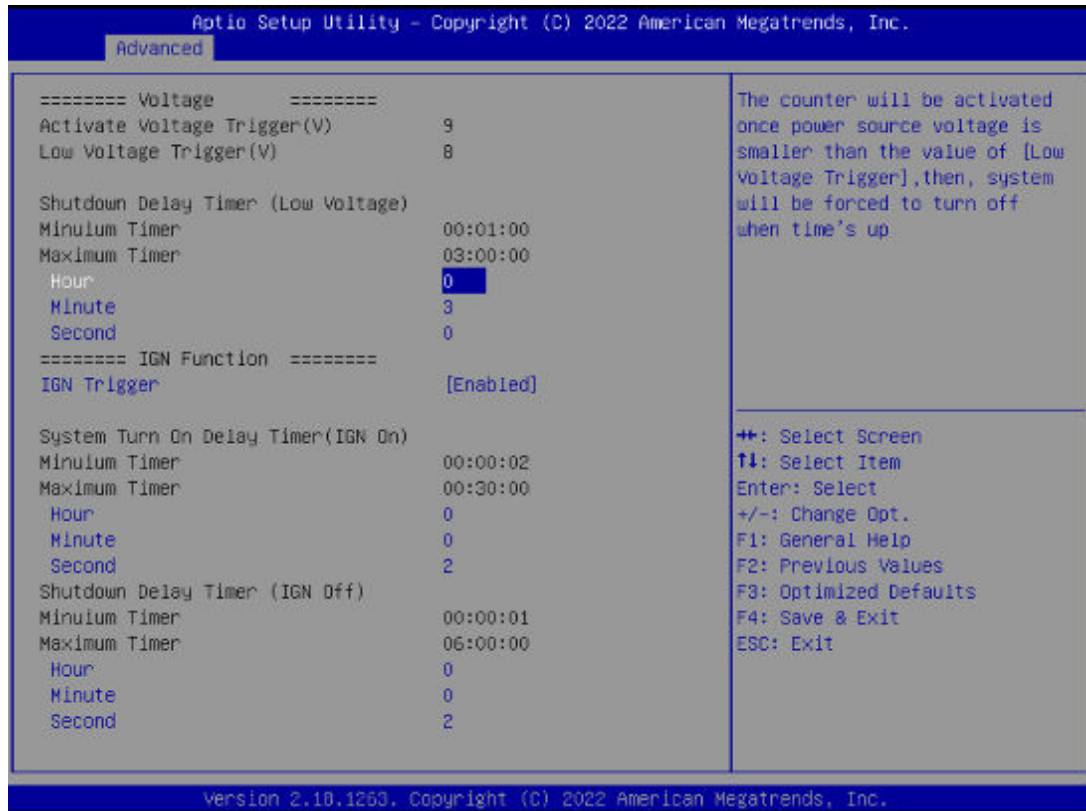 Aptio Setup Utility – Copyright (C) 2022 American Megatrends, Inc.
Advanced
======== Voltage ========
Activate Voltage Trigger(V) 9
Low Voltage Trigger(V) 8
Shutdown Delay Timer (Low Voltage)
Minuium Timer 00:01:00
Maximum Timer 03:00:00
Hour 0
Minute 3
Second 0
======== IGN Function ========
IGN Trigger [Enabled]
System Turn On Delay Timer(IGN On)
Minuium Timer 00:00:02
Maximum Timer 00:30:00
Hour 0
Minute 0
Second 2
Shutdown Delay Timer (IGN Off)
Minuium Timer 00:00:01
Maximum Timer 06:00:00
Hour 0
Minute 0
Second 2
The counter will be activated
once power source voltage is
smaller than the value of [Low
Voltage Trigger],then, system
will be forced to turn off
when time's up
→←: Select Screen
↑↓: Select Item
Enter: Select
+/-: Change Opt.
F1: General Help
F2: Previous Values
F3: Optimized Defaults
F4: Save & Exit
ESC: Exit
Version 2.18.1263. Copyright (C) 2022 American Megatrends, Inc.